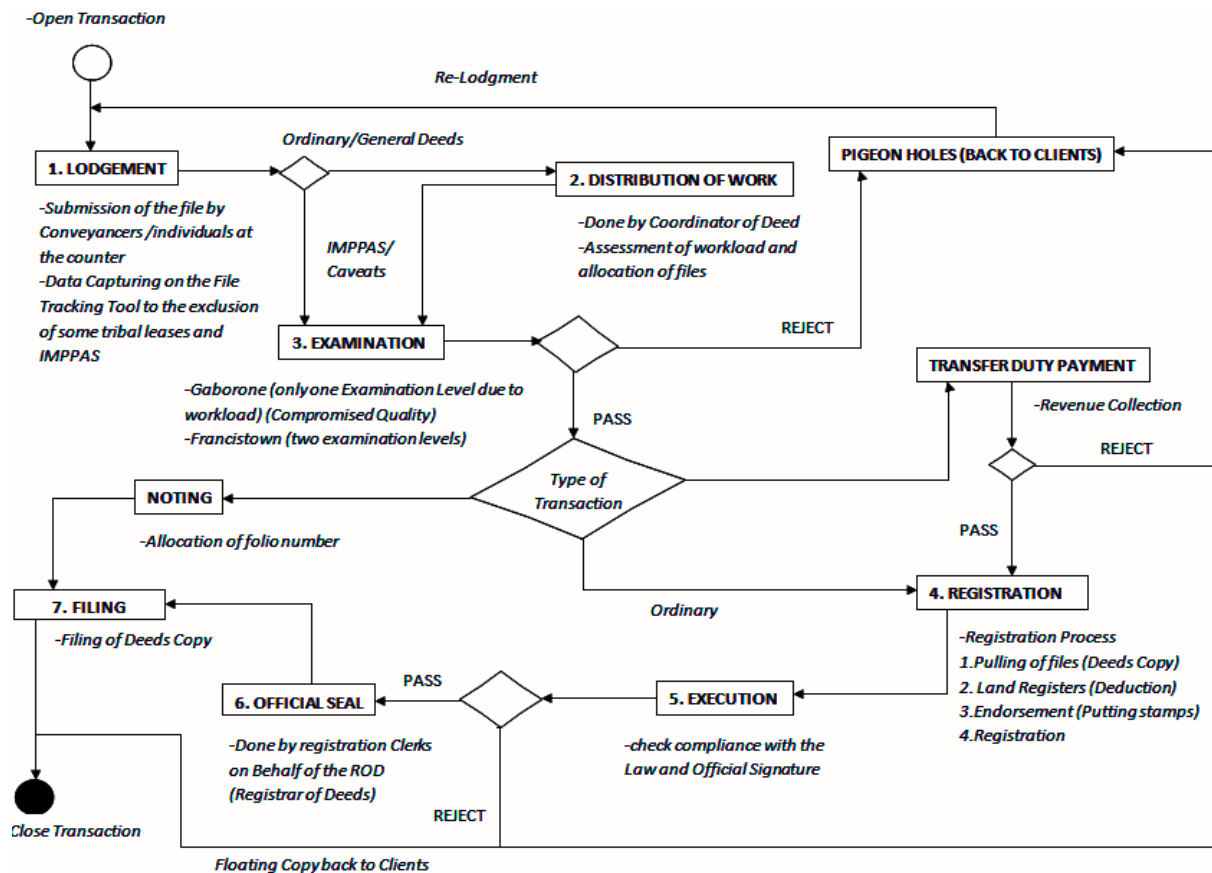 -Open Transaction
Re-Lodgment
Ordinary/General Deeds
1. LODGEMENT
PIGEON HOLES (BACK TO CLIENTS)
2. DISTRIBUTION OF WORK
-Submission of the file by
Conveyancers /individuals at
the counter
-Data Capturing on the File
Tracking Tool to the exclusion
of some tribal leases and
IMPPAS
-Done by Coordinator of Deed
-Assessment of workload and
allocation of files
IMPPAS/
Caveats
3. EXAMINATION
REJECT
-Gaborone (only one Examination Level due to
workload) (Compromised Quality)
-Francistown (two examination levels)
PASS
TRANSFER DUTY PAYMENT
-Revenue Collection
REJECT
PASS
Type of
Transaction
NOTING
-Allocation of folio number
Ordinary
4. REGISTRATION
-Registration Process
1.Pulling of files (Deeds Copy)
2. Land Registers (Deduction)
3.Endorsement (Putting stamps)
4.Registration
7. FILING
-Filing of Deeds Copy
PASS
6. OFFICIAL SEAL
-Done by registration Clerks
on Behalf of the ROD
(Registrar of Deeds)
5. EXECUTION
-check compliance with the
Law and Official Signature
REJECT
Close Transaction
Floating Copy back to Clients